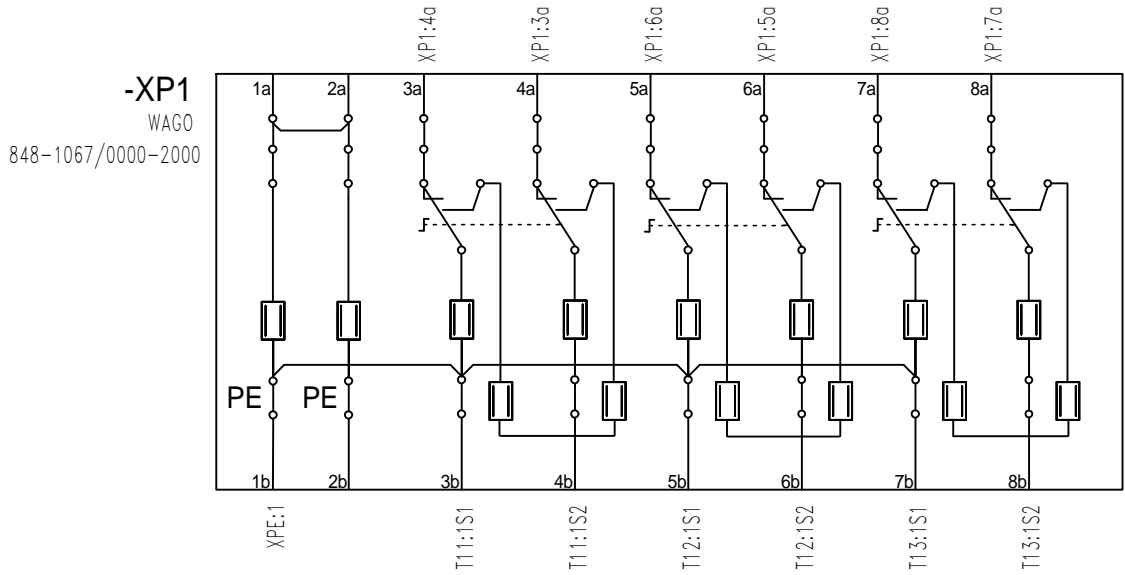 XP1:4a
XP1:3a
XP1:6a
XP1:5a
XP1:8a
XP1:7a
-XP1
WAGO
848-1067/0000-2000
1a
2a
3a
4a
5a
6a
7a
8a
PE
PE
1b
2b
3b
4b
5b
6b
7b
8b
XPE:1
T11:1S1
T11:1S2
T12:1S1
T12:1S2
T13:1S1
T13:1S2